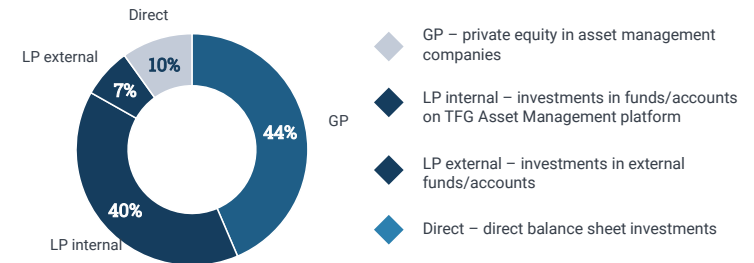 Direct
LP external
10%
7%
44%
GP
40%
LP internal
GP – private equity in asset management
companies
LP internal – investments in funds/accounts
on TFG Asset Management platform
LP external – investments in external
funds/accounts
Direct – direct balance sheet investments